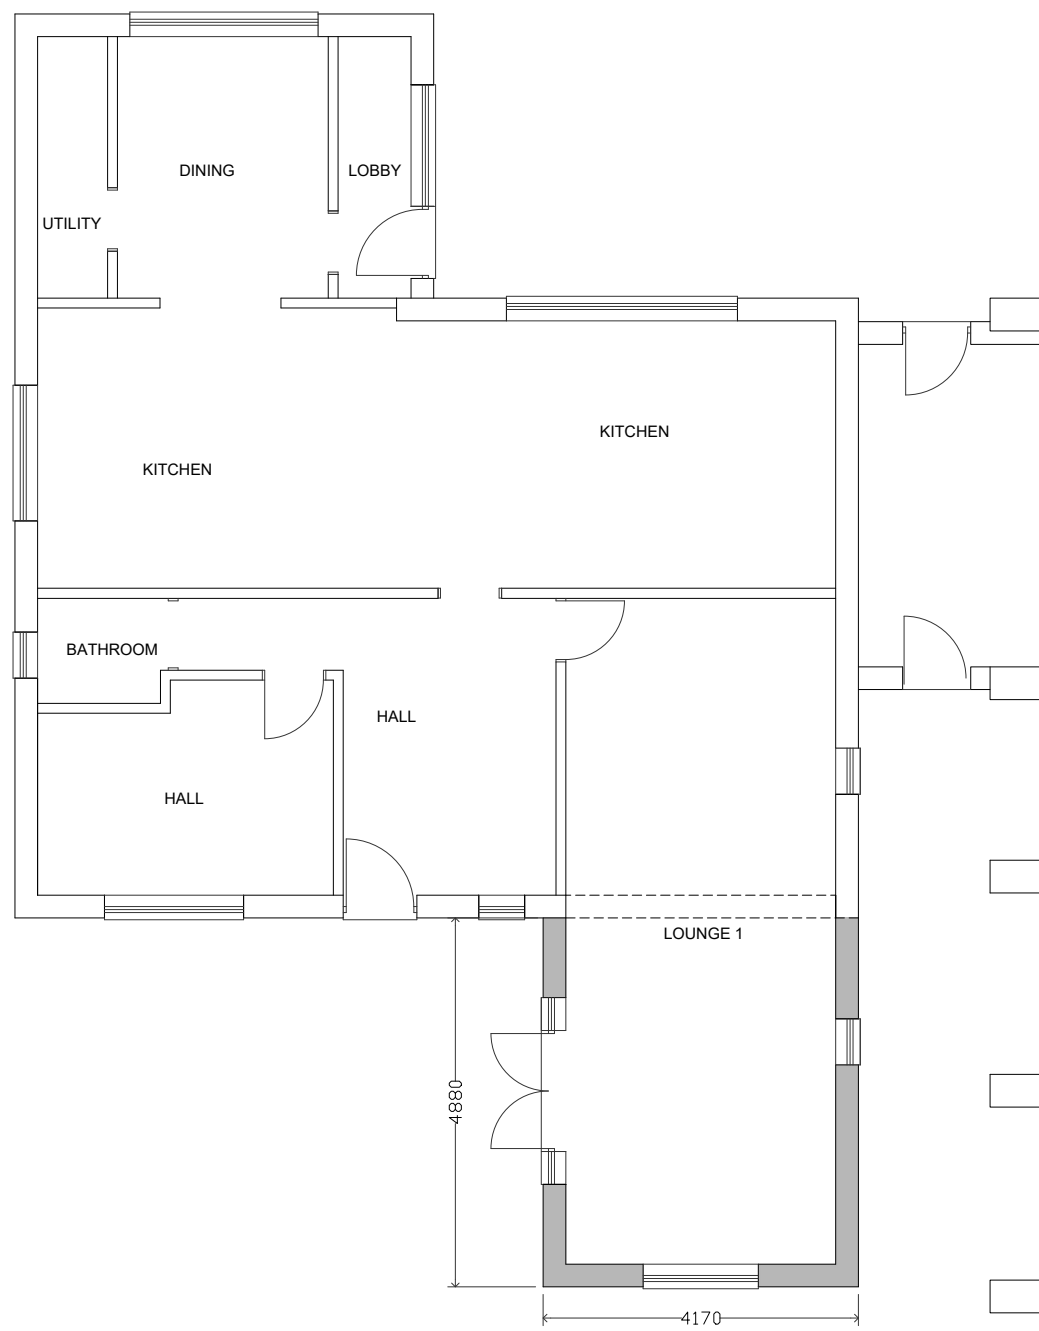 DINING
LOBBY
UTILITY
KITCHEN
KITCHEN
BATHROOM
HALL
HALL
LOUNGE 1
4880
4170